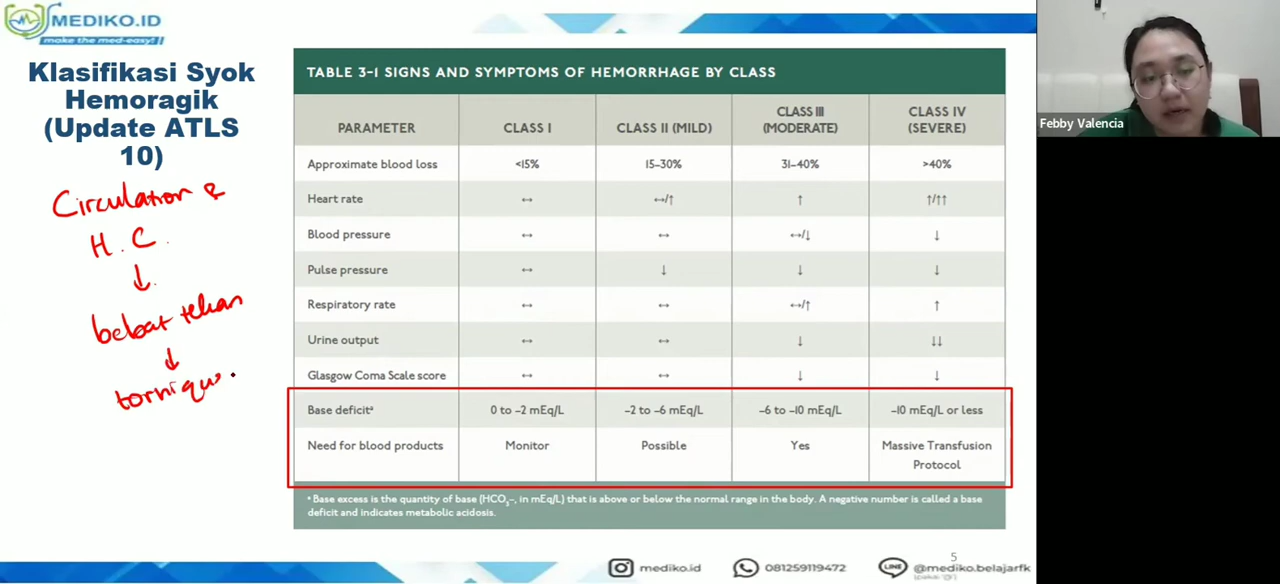 MEDIKO.ID
make the med-easy!
Klasifikasi Syok
Hemoragik
(Update ATLS
10)
Circulation &
H. C.
↓
bebat tekan
↓
torniqu
TABLE 3-1 SIGNS AND SYMPTOMS OF HEMORRHAGE BY CLASS
PARAMETER CLASS I CLASS II (MILD) CLASS III (MODERATE) CLASS IV (SEVERE)
Approximate blood loss <15% 15–30% 31–40% >40%
Heart rate ↔ ↔/↑ ↑ ↑/↑↑
Blood pressure ↔ ↔ ↔/↓ ↓
Pulse pressure ↔ ↓ ↓ ↓
Respiratory rate ↔ ↔ ↔/↑ ↑
Urine output ↔ ↔ ↓ ↓↓
Glasgow Coma Scale score ↔ ↔ ↓ ↓
Base deficitᵃ 0 to –2 mEq/L –2 to –6 mEq/L –6 to –10 mEq/L –10 mEq/L or less
Need for blood products Monitor Possible Yes Massive Transfusion Protocol
ᵃ Base excess is the quantity of base (HCO₃–, in mEq/L) that is above or below the normal range in the body. A negative number is called a base
deficit and indicates metabolic acidosis.
5
mediko.id 081259119472 @mediko.belajarfk
(pakai '@')
Febby Valencia